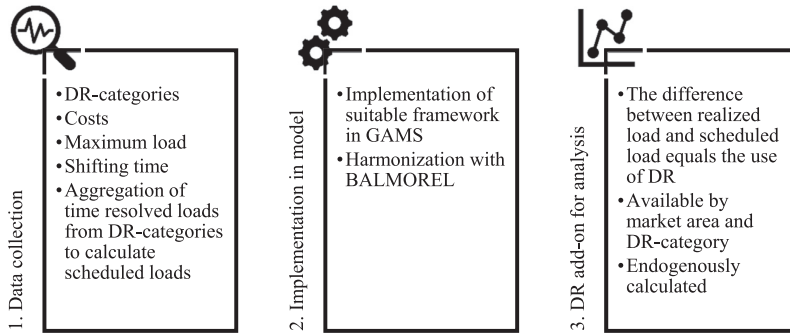 1. Data collection
•DR-categories
•Costs
•Maximum load
•Shifting time
•Aggregation of
time resolved loads
from DR-categories
to calculate
scheduled loads
2. Implementation in model
•Implementation of
suitable framework
in GAMS
•Harmonization with
BALMOREL
3. DR add-on for analysis
•The difference
between realized
load and scheduled
load equals the use
of DR
•Available by
market area and
DR-category
•Endogenously
calculated